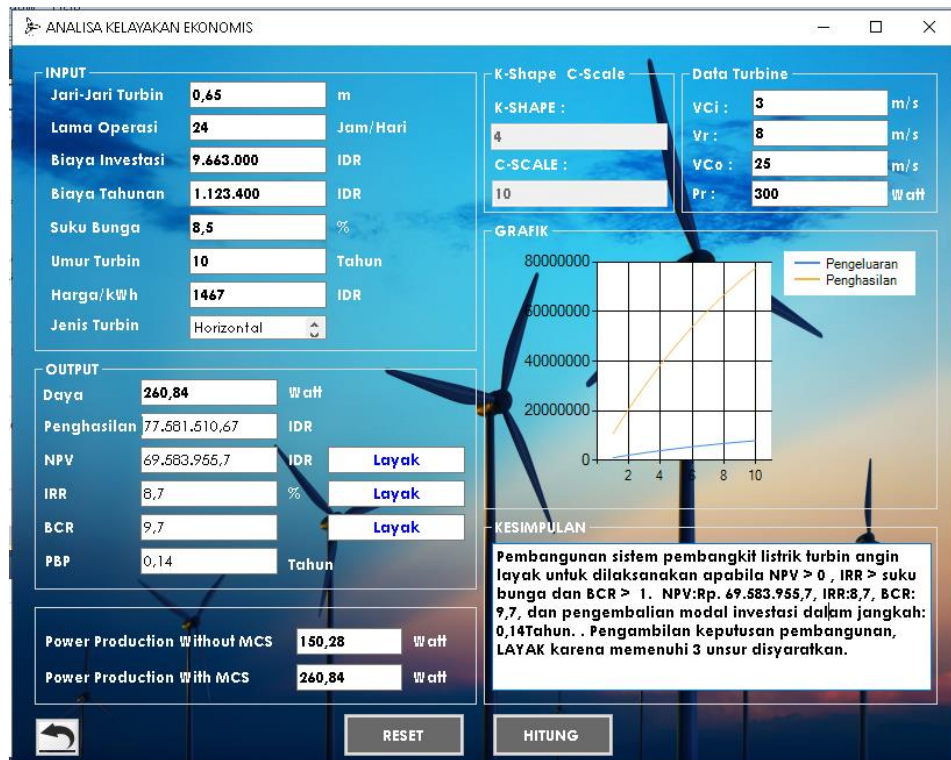 ANALISA KELAYAKAN EKONOMIS
INPUT
Jari-Jari Turbin 0,65 m
Lama Operasi 24 Jam/Hari
Biaya Investasi 9.663.000 IDR
Biaya Tahunan 1.123.400 IDR
Suku Bunga 8,5 %
Umur Turbin 10 Tahun
Harga/kWh 1467 IDR
Jenis Turbin Horizontal
K-Shape C-Scale
K-SHAPE :
4
C-SCALE :
10
Data Turbine
VCi : 3 m/s
Vr : 8 m/s
VCo : 25 m/s
Pr : 300 Watt
OUTPUT
Daya 260,84 Watt
Penghasilan 77.581.510,67 IDR
NPV 69.583.955,7 IDR Layak
IRR 8,7 % Layak
BCR 9,7 Layak
PBP 0,14 Tahun
GRAFIK
80000000
60000000
40000000
20000000
0
2 4 6 8 10
Pengeluaran
Penghasilan
Power Production Without MCS 150,28 Watt
Power Production With MCS 260,84 Watt
KESIMPULAN
Pembangunan sistem pembangkit listrik turbin angin
layak untuk dilaksanakan apabila NPV > 0 , IRR > suku
bunga dan BCR > 1. NPV:Rp. 69.583.955,7, IRR:8,7, BCR:
9,7, dan pengembalian modal investasi dalam jangkah:
0,14Tahun. . Pengambilan keputusan pembangunan,
LAYAK karena memenuhi 3 unsur disyaratkan.
RESET
HITUNG